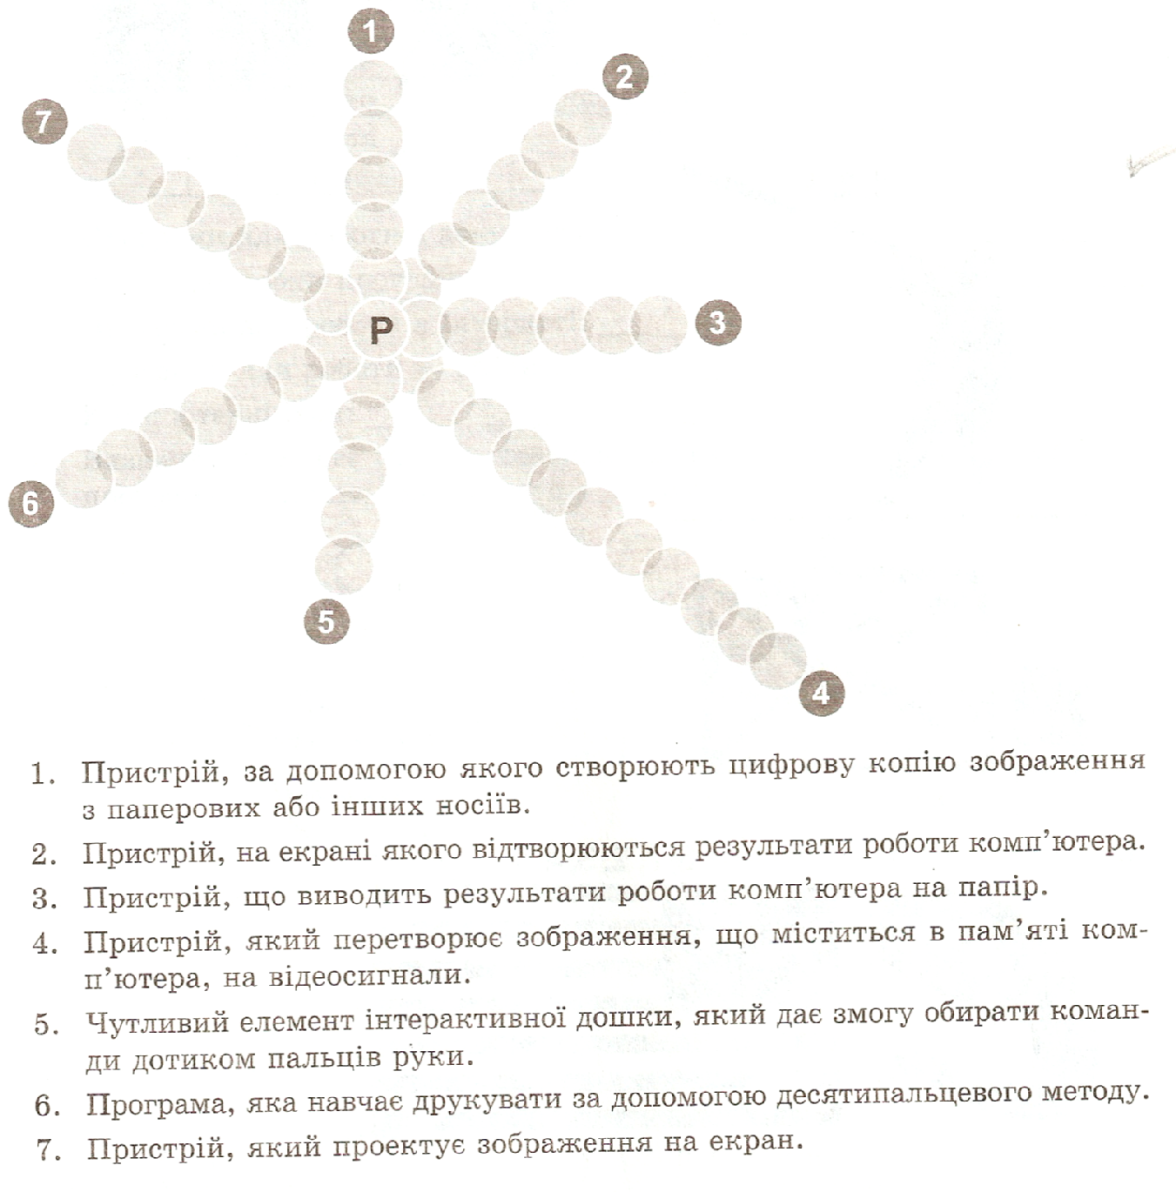 1
2
7
Р
3
6
5
4
1. Пристрій, за допомогою якого створюють цифрову копію зображення
з паперових або інших носіїв.
2. Пристрій, на екрані якого відтворюються результати роботи комп’ютера.
3. Пристрій, що виводить результати роботи комп’ютера на папір.
4. Пристрій, який перетворює зображення, що міститься в пам’яті ком-
п’ютера, на відеосигнали.
5. Чутливий елемент інтерактивної дошки, який дає змогу обирати коман-
ди дотиком пальців руки.
6. Програма, яка навчає друкувати за допомогою десятипальцевого методу.
7. Пристрій, який проектує зображення на екран.